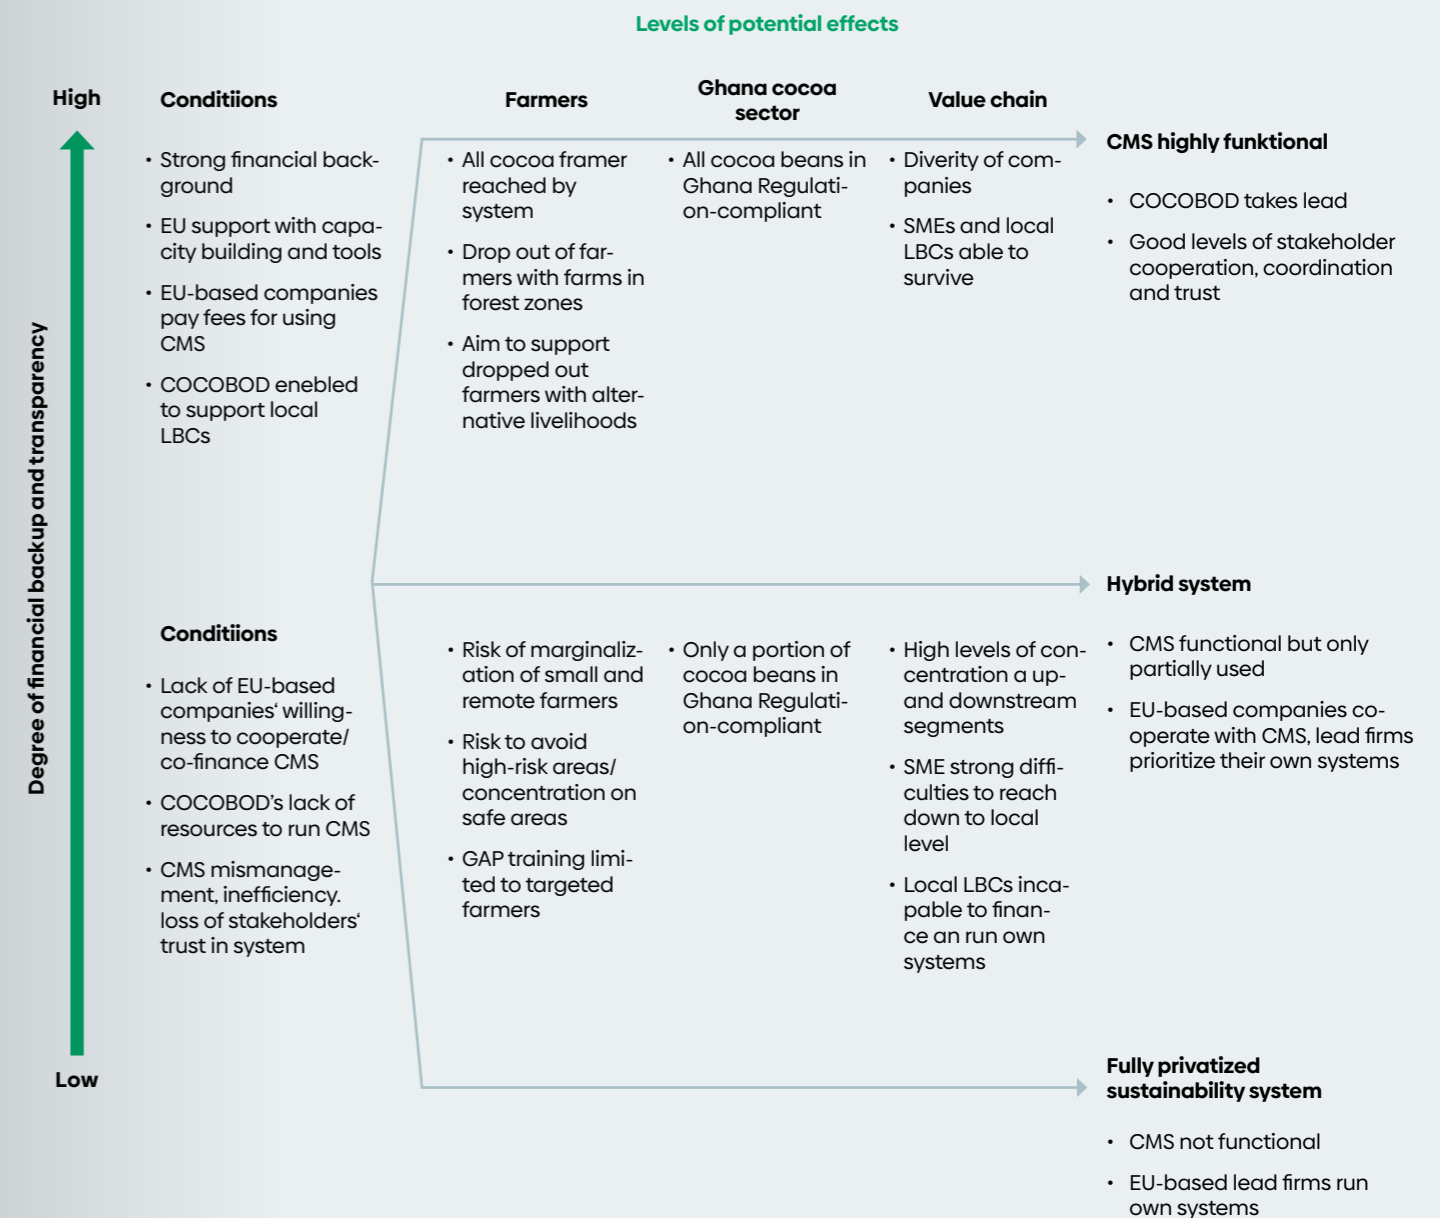 Levels of potential effects
High
Conditiions
Farmers
Ghana cocoa
sector
Value chain
• Strong financial back-
ground
• EU support with capa-
city building and tools
• EU-based companies
pay fees for using
CMS
• COCOBOD enebled
to support local
LBCs
• All cocoa framer
reached by
system
• Drop out of far-
mers with farms in
forest zones
• Aim to support
dropped out
farmers with alter-
native livelihoods
• All cocoa beans in
Ghana Regulati-
on-compliant
• Diverity of com-
panies
• SMEs and local
LBCs able to
survive
CMS highly funktional
• COCOBOD takes lead
• Good levels of stakeholder
cooperation, coordination
and trust
Degree of financial backup and transparency
Conditiions
• Lack of EU-based
companies‘ willing-
ness to cooperate/
co-finance CMS
• COCOBOD’s lack of
resources to run CMS
• CMS mismanage-
ment, inefficiency.
loss of stakeholders‘
trust in system
• Risk of marginaliz-
ation of small and
remote farmers
• Risk to avoid
high-risk areas/
concentration on
safe areas
• GAP training limi-
ted to targeted
farmers
• Only a portion of
cocoa beans in
Ghana Regulati-
on-compliant
• High levels of con-
centration a up-
and downstream
segments
• SME strong diffi-
culties to reach
down to local
level
• Local LBCs inca-
pable to finan-
ce an run own
systems
Hybrid system
• CMS functional but only
partially used
• EU-based companies co-
operate with CMS, lead firms
prioritize their own systems
Low
Fully privatized
sustainability system
• CMS not functional
• EU-based lead firms run
own systems